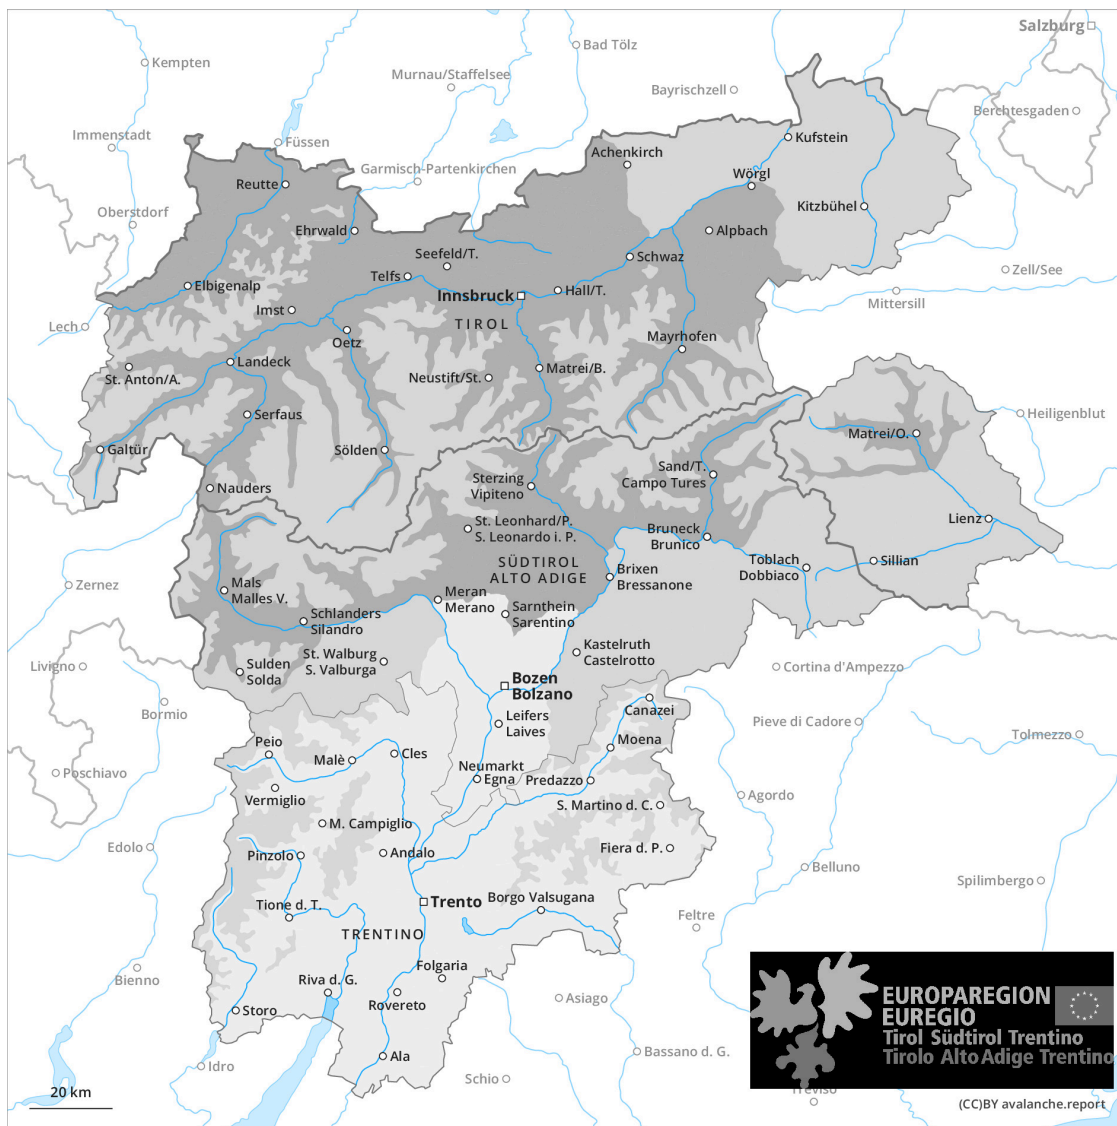 Salzburg
Bad Tölz
Kempten
Murnau/Staffelsee
Bayrischzell
Berchtesgaden
Immenstadt
Füssen
Kufstein
Achenkirch
Garmisch-Partenkirchen
Wörgl
Reutte
Oberstdorf
Kitzbühel
Ehrwald
Alpbach
Seefeld/T.
Schwaz
Telfs
Zell/See
Elbigenalp
Innsbruck
Hall/T.
Mittersill
Imst
TIROL
Lech
Oetz
Mayrhofen
Landeck
St. Anton/A.
Neustift/St.
Matrei/B.
Serfaus
Heiligenblut
Matrei/O.
Galtür
Sölden
Sand/T.
Campo Tures
Sterzing
Vipiteno
Nauders
Lienz
St. Leonhard/P.
S. Leonardo i. P.
Bruneck
Brunico
SÜDTIROL
ALTO ADIGE
Toblach
Dobbiaco
Sillian
Brixen
Bressanone
Zernez
Mals
Malles V.
Meran
Merano
Sarnthein
Sarentino
Schlanders
Silandro
Kastelruth
Castelrotto
St. Walburg
S. Valburga
Livigno
Sulden
Solda
Cortina d'Ampezzo
Bozen
Bolzano
Bormio
Canazei
Leifers
Laives
Pieve di Cadore
Tolmezzo
Peio
Moena
Cles
Malè
Poschiavo
Neumarkt
Egna
Predazzo
Vermiglio
Agordo
S. Martino d. C.
M. Campiglio
Edolo
Pinzolo
Andalo
Fiera d. P.
Belluno
Spilimbergo
Tione d. T.
Trento
Borgo Valsugana
Feltre
TRENTINO
Bienno
Folgaria
Riva d. G.
Rovereto
Asiago
Storo
EUROPAREGION
EUREGIO
Tirol Südtirol Trentino
Tirolo Alto Adige Trentino
Ala
Idro
Bassano d. G.
Schio
Treviso
20 km
(CC)BY avalanche.report